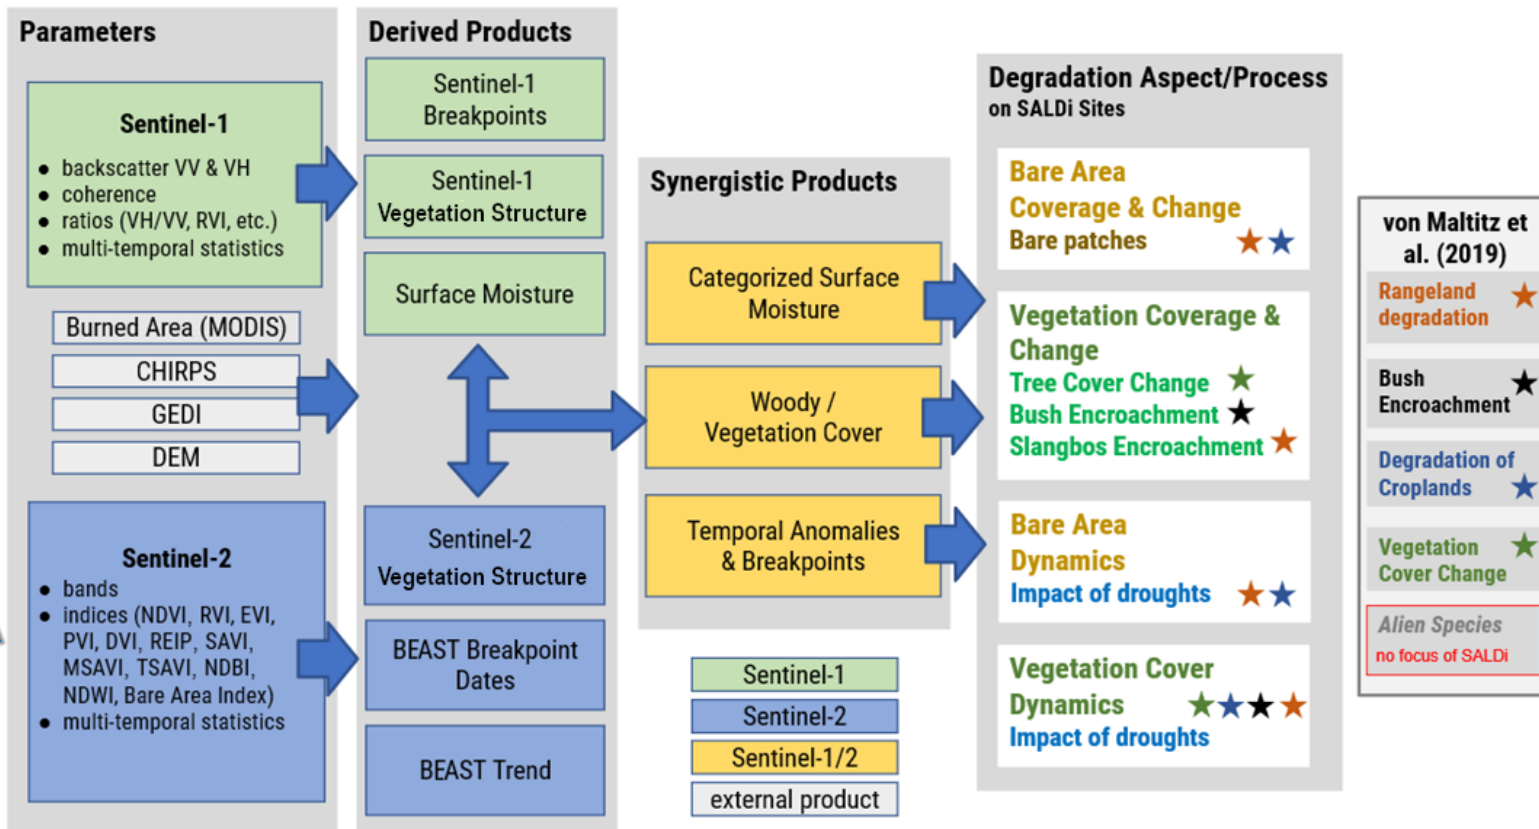 Parameters
Sentinel-1
● backscatter VV & VH
● coherence
● ratios (VH/VV, RVI, etc.)
● multi-temporal statistics
Burned Area (MODIS)
CHIRPS
GEDI
DEM
Sentinel-2
● bands
● indices (NDVI, RVI, EVI,
PVI, DVI, REIP, SAVI,
MSAVI, TSAVI, NDBI,
NDWI, Bare Area Index)
● multi-temporal statistics
Derived Products
Sentinel-1
Breakpoints
Sentinel-1
Vegetation Structure
Surface Moisture
Sentinel-2
Vegetation Structure
BEAST Breakpoint
Dates
BEAST Trend
Synergistic Products
Categorized Surface
Moisture
Woody /
Vegetation Cover
Temporal Anomalies
& Breakpoints
Sentinel-1
Sentinel-2
Sentinel-1/2
external product
Degradation Aspect/Process
on SALDi Sites
Bare Area
Coverage & Change
Bare patches
Vegetation Coverage &
Change
Tree Cover Change
Bush Encroachment
Slangbos Encroachment
Bare Area
Dynamics
Impact of droughts
Vegetation Cover
Dynamics
Impact of droughts
von Maltitz et
al. (2019)
Rangeland
degradation
Bush
Encroachment
Degradation of
Croplands
Vegetation
Cover Change
Alien Species
no focus of SALDi